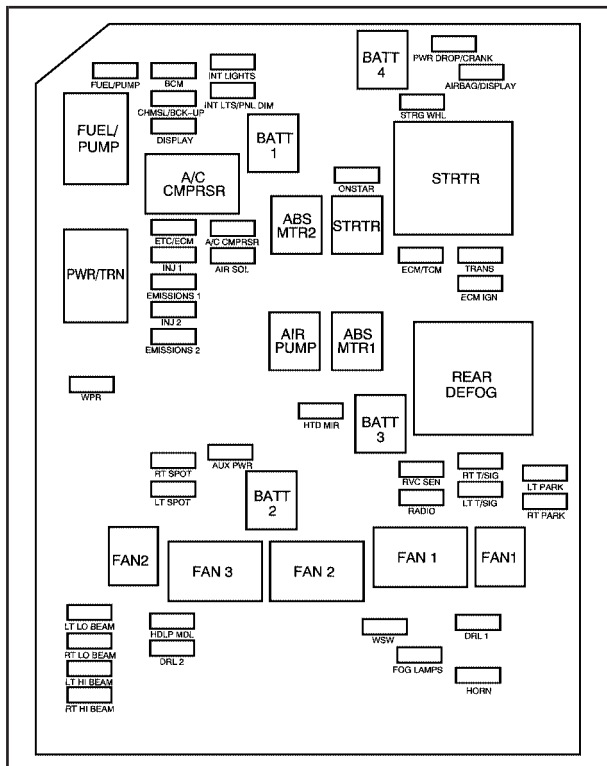 BATT
4
PWR DROP/CRANK
INT LIGHTS
FUEL/PUMP
BCM
AIRBAG/DISPLAY
INT LTS/PNL DIM
CHMSL/BCK-UP
STRG WHL
FUEL/
PUMP
DISPLAY
BATT
1
A/C
CMPRSR
ONSTAR
STRTR
ABS
MTR2
STRTR
ETC/ECM
A/C CMPRSR
PWR/TRN
INJ 1
AIR SOL
ECM/TCM
TRANS
EMISSIONS 1
ECM IGN
INJ 2
EMISSIONS 2
AIR
PUMP
ABS
MTR1
REAR
DEFOG
WPR
HTD MIR
BATT
3
AUX PWR
RT SPOT
RVC SEN
RT T/SIG
LT PARK
LT SPOT
BATT
2
RADIO
LT T/SIG
RT PARK
FAN2
FAN 3
FAN 2
FAN 1
FAN1
LT LO BEAM
HDLP MDL
WSW
DRL 1
RT LO BEAM
DRL 2
FOG LAMPS
LT HI BEAM
HORN
RT HI BEAM